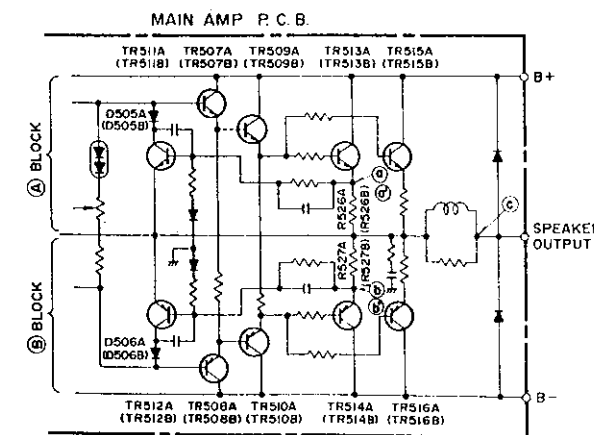 MAIN AMP P.C.B.
TR511A TR507A TR509A TR513A TR515A
(TR511B) (TR507B) (TR509B) (TR513B) (TR515B)
B+
D505A
(D505B)
Ⓐ BLOCK
a
a'
R526A
(R526B)
c
SPEAKER
OUTPUT
R527A
(R527B)
b
b'
Ⓑ BLOCK
D506A
(D506B)
B-
TR512A TR508A TR510A TR514A TR516A
(TR512B) (TR508B) (TR510B) (TR514B) (TR516B)